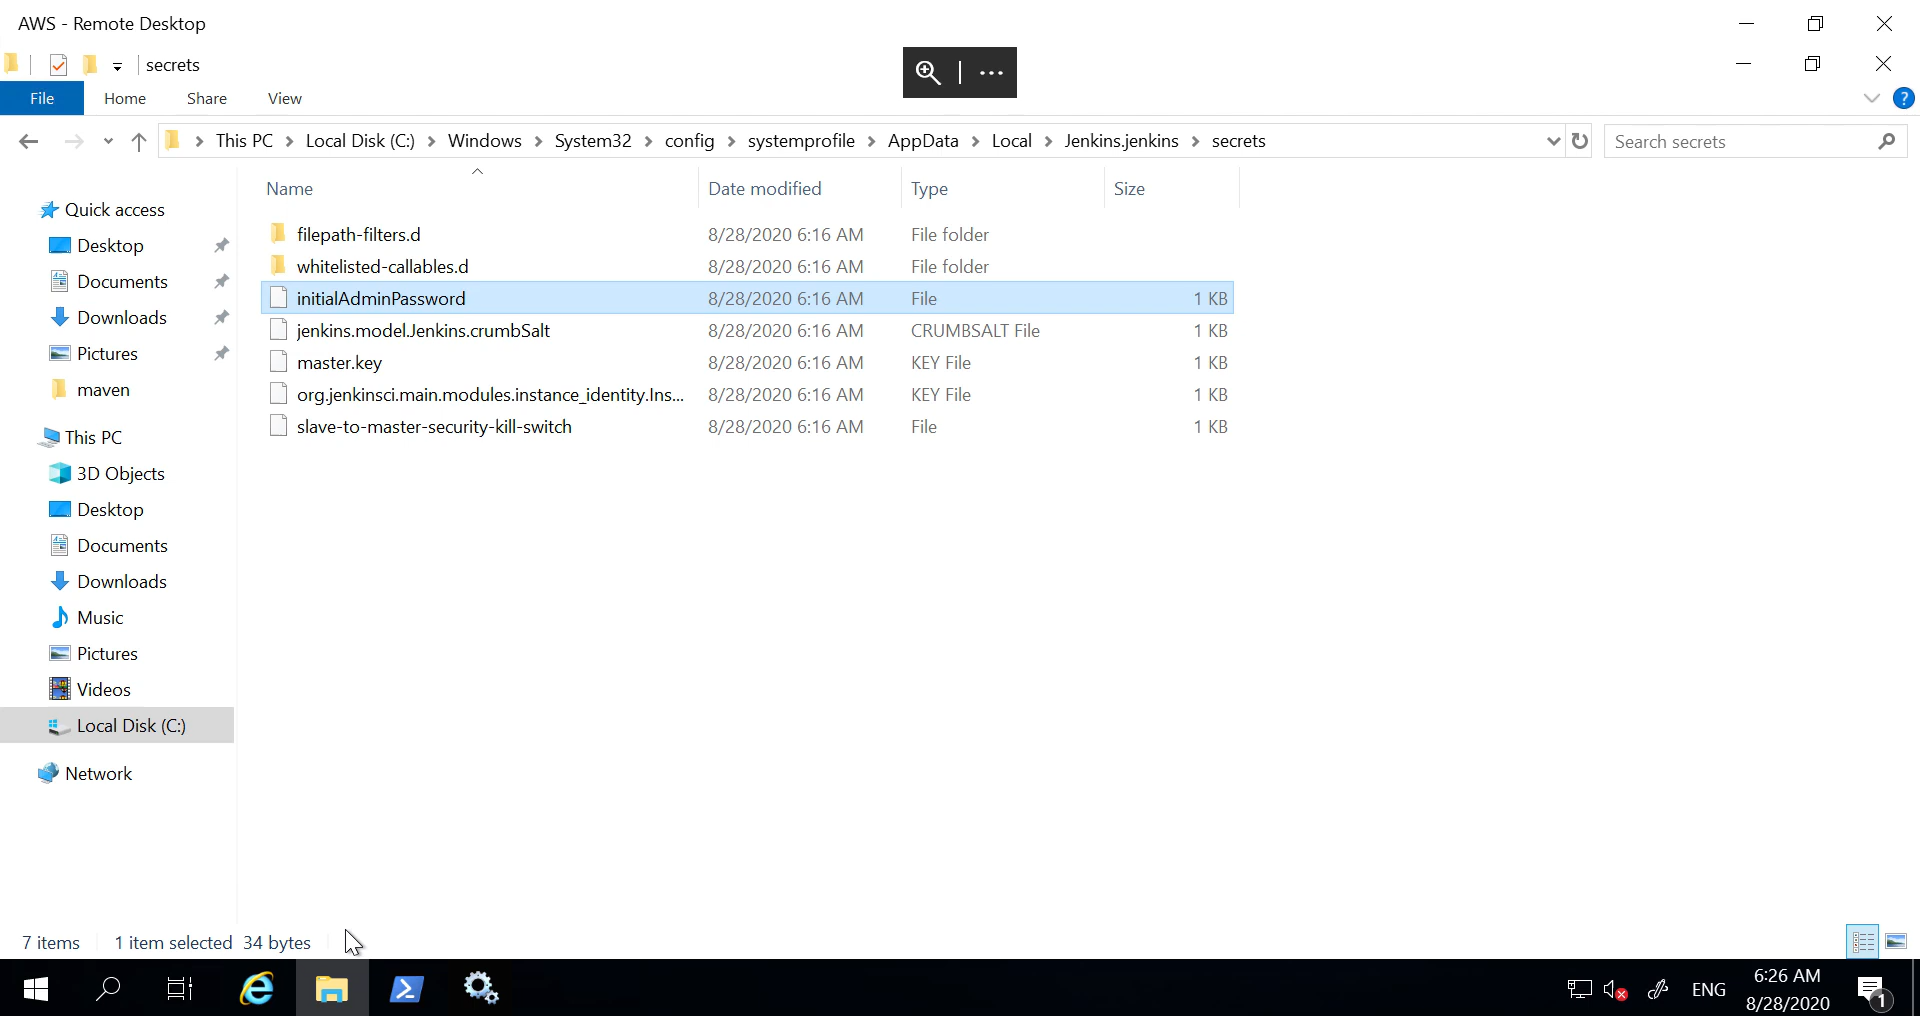 AWS - Remote Desktop
secrets
File Home Share View
This PC Local Disk (C:) Windows System32 config systemprofile AppData Local Jenkins.jenkins secrets
Search secrets
Name Date modified Type Size
Quick access
Desktop
Documents
Downloads
Pictures
maven
This PC
3D Objects
Desktop
Documents
Downloads
Music
Pictures
Videos
Local Disk (C:)
Network
filepath-filters.d 8/28/2020 6:16 AM File folder
whitelisted-callables.d 8/28/2020 6:16 AM File folder
initialAdminPassword 8/28/2020 6:16 AM File 1 KB
jenkins.model.Jenkins.crumbSalt 8/28/2020 6:16 AM CRUMBSALT File 1 KB
master.key 8/28/2020 6:16 AM KEY File 1 KB
org.jenkinsci.main.modules.instance_identity.Ins... 8/28/2020 6:16 AM KEY File 1 KB
slave-to-master-security-kill-switch 8/28/2020 6:16 AM File 1 KB
7 items 1 item selected 34 bytes
ENG
6:26 AM
8/28/2020
1